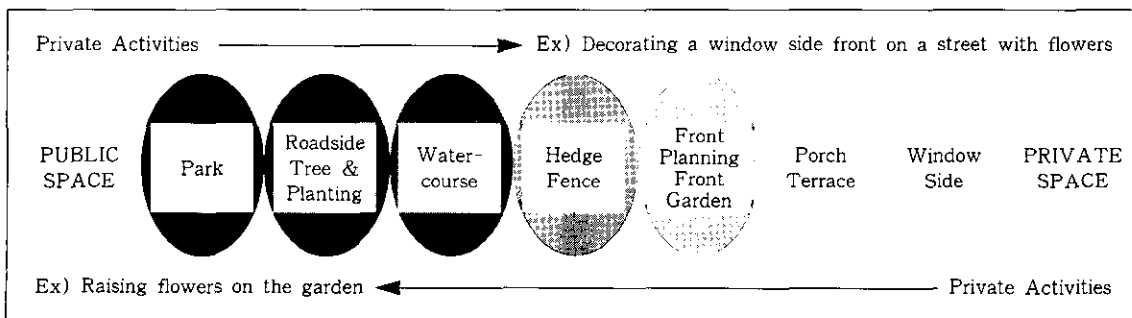 Private Activities
Ex) Decorating a window side front on a street with flowers
PUBLIC
SPACE
Park
Roadside
Tree &
Planting
Water-
course
Hedge
Fence
Front
Planning
Front
Garden
Porch
Terrace
Window
Side
PRIVATE
SPACE
Ex) Raising flowers on the garden
Private Activities